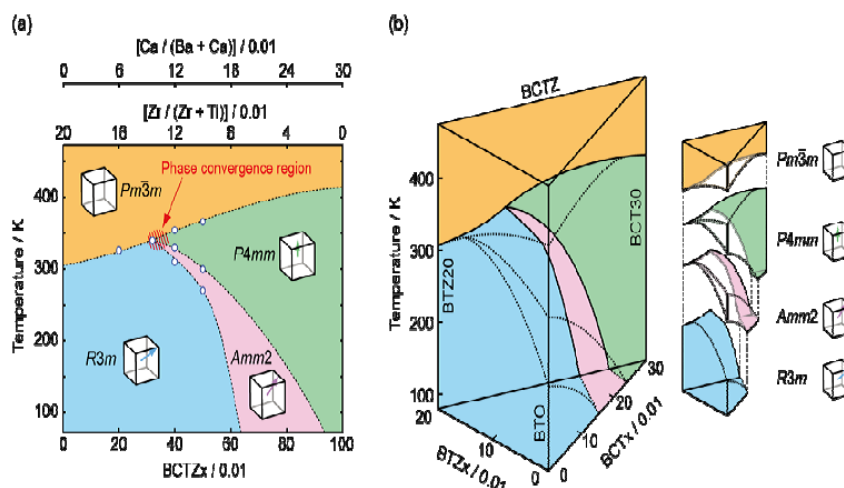 (a)
[Ca / (Ba + Ca)] / 0.01
0 6 12 18 24 30
[Zr / (Zr + Ti)] / 0.01
20 16 12 8 4 0
Phase convergence region
Pm3̅m
P4mm
R3m
Amm2
Temperature / K
400
300
200
100
0 20 40 60 80 100
BCTZx / 0.01
(b)
BCTZ
BTZ20
BCT30
BTO
Temperature / K
400
300
200
100
20
10
0
BTZx / 0.01
0
10
20
30
BCTx / 0.01
Pm3̅m
P4mm
Amm2
R3m